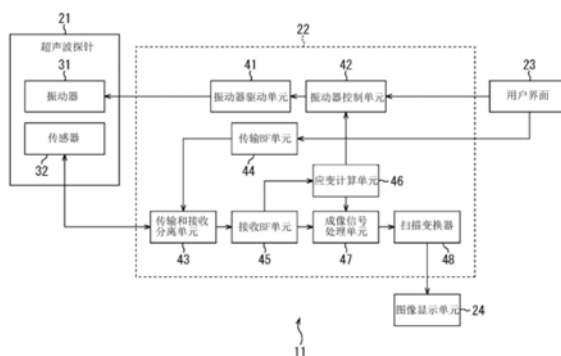 21
22
超声波探针
31
41
42
23
振动器
振动器驱动单元
振动器控制单元
用户界面
传感器
传输BF单元
32
44
应变计算单元
46
传输和接收
分离单元
接收BF单元
成像信号
处理单元
扫描变换器
43
45
47
48
图像显示单元
24
11